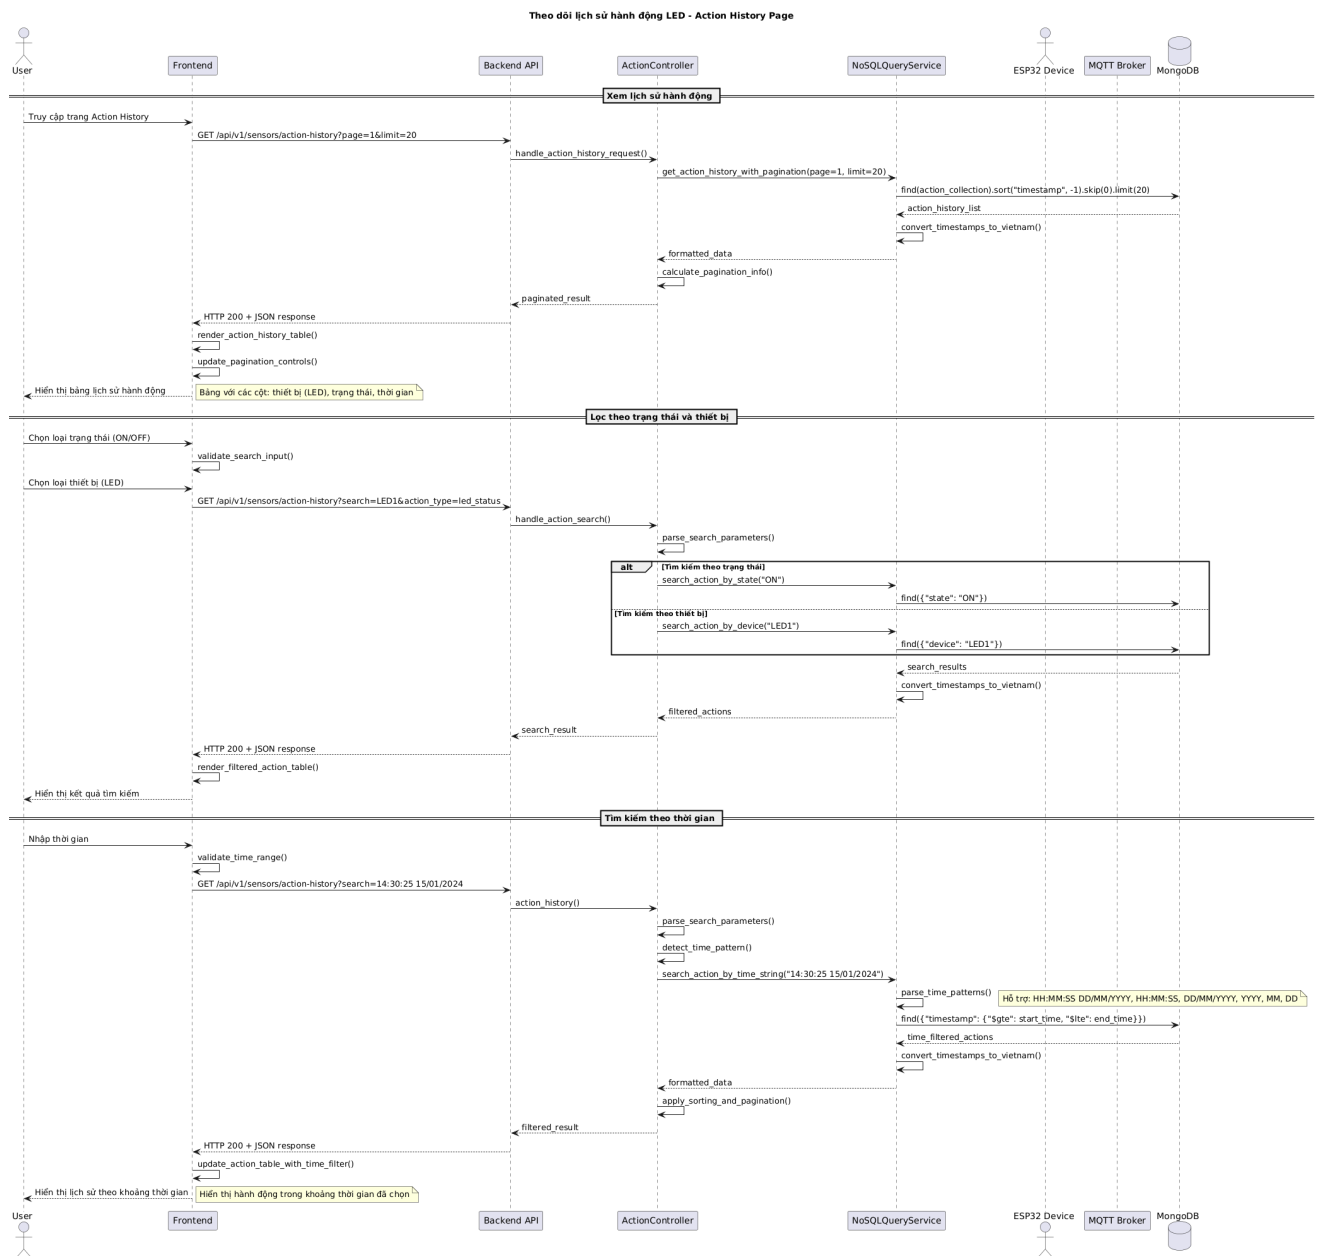 Theo dõi lịch sử hành động LED - Action History Page
User
Frontend
Backend API
ActionController
NoSQLQueryService
ESP32 Device
MQTT Broker
MongoDB
Xem lịch sử hành động
Truy cập trang Action History
GET /api/v1/sensors/action-history?page=1&limit=20
handle_action_history_request()
get_action_history_with_pagination(page=1, limit=20)
find(action_collection).sort("timestamp", -1).skip(0).limit(20)
action_history_list
convert_timestamps_to_vietnam()
formatted_data
calculate_pagination_info()
paginated_result
HTTP 200 + JSON response
render_action_history_table()
update_pagination_controls()
Hiển thị bảng lịch sử hành động
Bảng với các cột: thiết bị (LED), trạng thái, thời gian
Lọc theo trạng thái và thiết bị
Chọn loại trạng thái (ON/OFF)
validate_search_input()
Chọn loại thiết bị (LED)
GET /api/v1/sensors/action-history?search=LED1&action_type=led_status
handle_action_search()
parse_search_parameters()
alt
[Tìm kiếm theo trạng thái]
search_action_by_state("ON")
find({"state": "ON"})
[Tìm kiếm theo thiết bị]
search_action_by_device("LED1")
find({"device": "LED1"})
search_results
convert_timestamps_to_vietnam()
filtered_actions
search_result
HTTP 200 + JSON response
render_filtered_action_table()
Hiển thị kết quả tìm kiếm
Tìm kiếm theo thời gian
Nhập thời gian
validate_time_range()
GET /api/v1/sensors/action-history?search=14:30:25 15/01/2024
action_history()
parse_search_parameters()
detect_time_pattern()
search_action_by_time_string("14:30:25 15/01/2024")
parse_time_patterns()
Hỗ trợ: HH:MM:SS DD/MM/YYYY, HH:MM:SS, DD/MM/YYYY, YYYY, MM, DD
find({"timestamp": {"$gte": start_time, "$lte": end_time}})
time_filtered_actions
convert_timestamps_to_vietnam()
formatted_data
apply_sorting_and_pagination()
filtered_result
HTTP 200 + JSON response
update_action_table_with_time_filter()
Hiển thị lịch sử theo khoảng thời gian
Hiển thị hành động trong khoảng thời gian đã chọn
User
Frontend
Backend API
ActionController
NoSQLQueryService
ESP32 Device
MQTT Broker
MongoDB